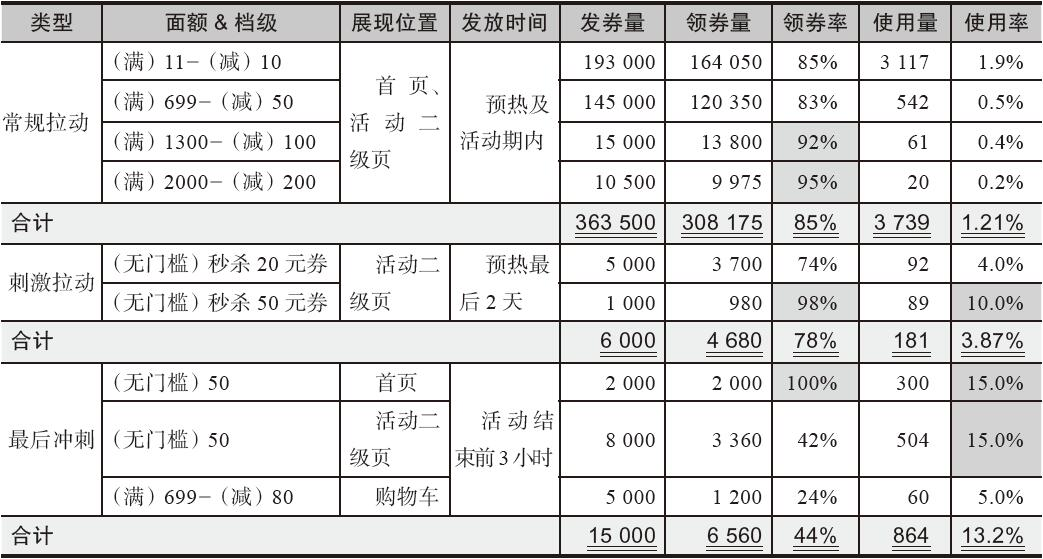 类型 面额 & 档级 展现位置 发放时间 发券量 领券量 领券率 使用量 使用率
常规拉动 （满）11-（减）10 首页、活动二级页 预热及活动期内 193 000 164 050 85% 3 117 1.9%
（满）699-（减）50 145 000 120 350 83% 542 0.5%
（满）1300-（减）100 15 000 13 800 92% 61 0.4%
（满）2000-（减）200 10 500 9 975 95% 20 0.2%
合计 363 500 308 175 85% 3 739 1.21%
刺激拉动 （无门槛）秒杀 20 元券 活动二级页 预热最后 2 天 5 000 3 700 74% 92 4.0%
（无门槛）秒杀 50 元券 1 000 980 98% 89 10.0%
合计 6 000 4 680 78% 181 3.87%
最后冲刺 （无门槛）50 首页 活动结束前 3 小时 2 000 2 000 100% 300 15.0%
（无门槛）50 活动二级页 8 000 3 360 42% 504 15.0%
（满）699-（减）80 购物车 5 000 1 200 24% 60 5.0%
合计 15 000 6 560 44% 864 13.2%